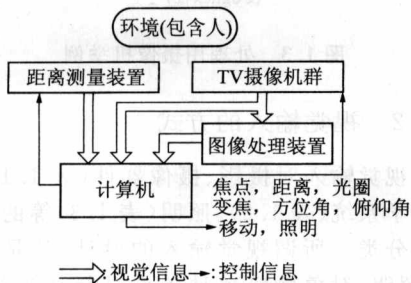 环境(包含人)
距离测量装置
TV摄像机群
图像处理装置
计算机
焦点，距离，光圈
变焦，方位角，俯仰角
移动，照明
:视觉信息 :控制信息